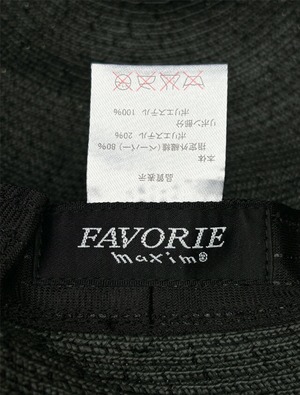 品質表示
本体
指定外繊維(ペーパー) 80%
ポリエステル 20%
リボン部分
ポリエステル 100%
FAVORIE
maxim®